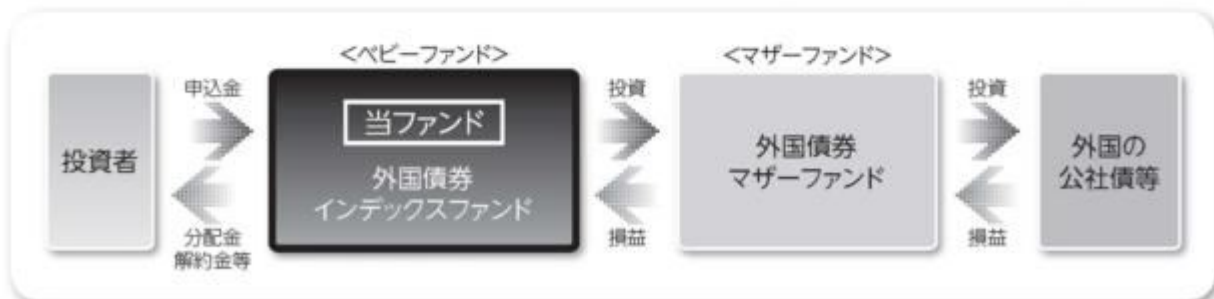 <ベビーファンド>
<マザーファンド>
投資者
申込金
分配金
解約金等
当ファンド
外国債券
インデックスファンド
投資
損益
外国債券
マザーファンド
投資
損益
外国の
公社債等